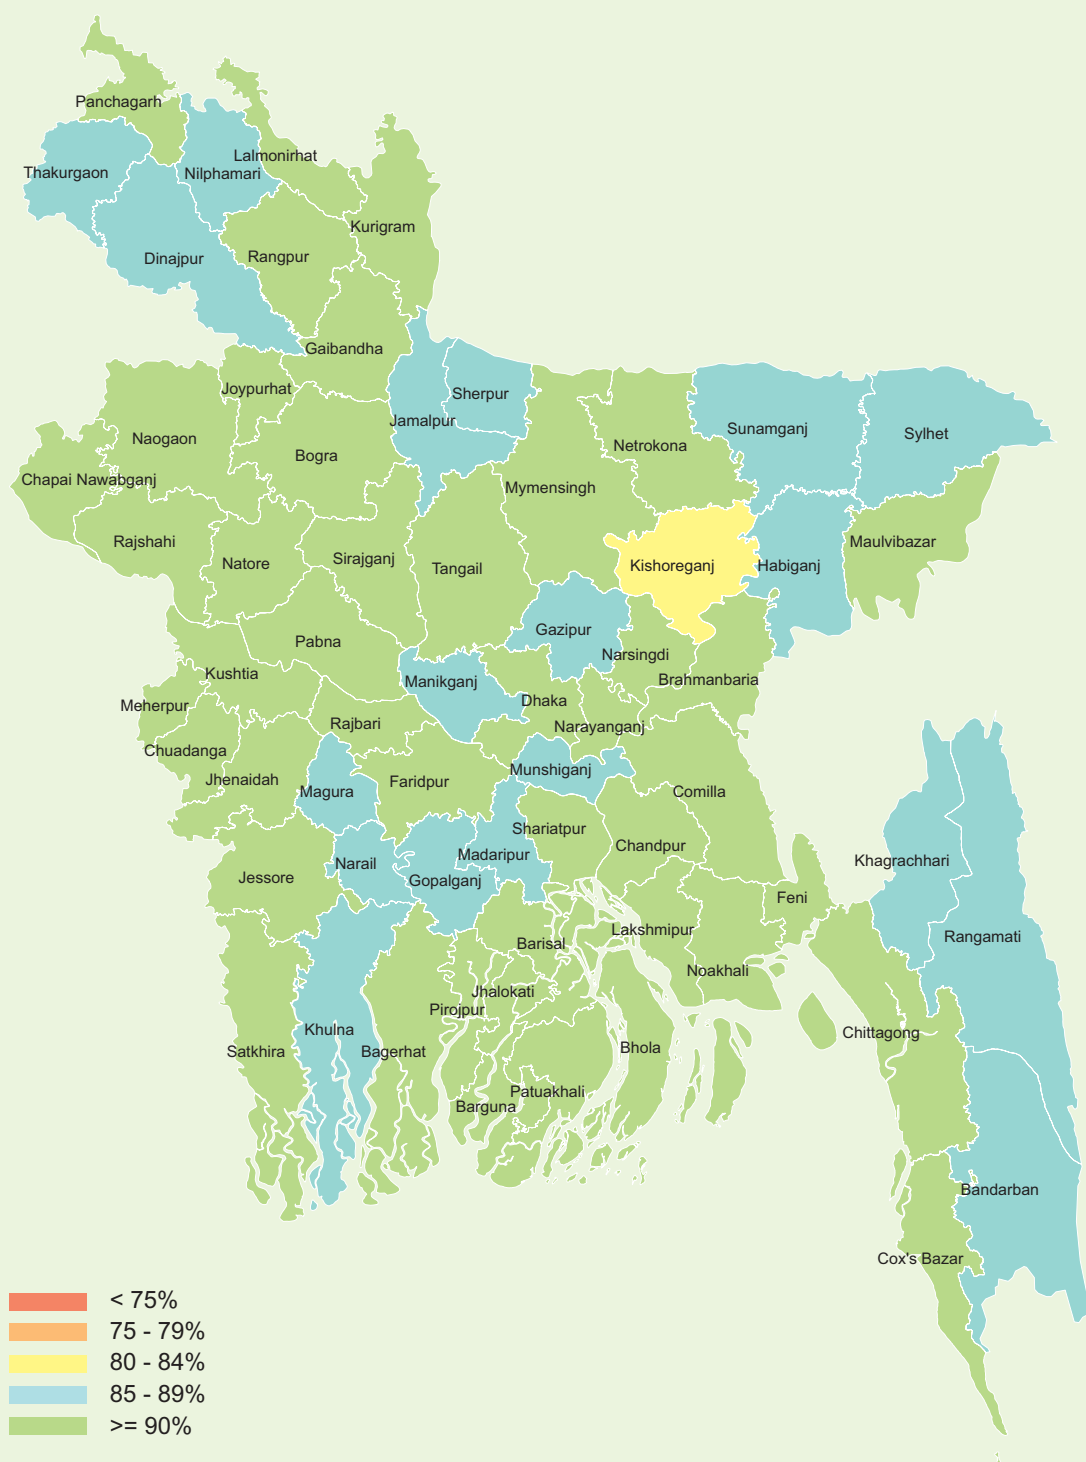 Panchagarh
Thakurgaon
Nilphamari
Lalmonirhat
Dinajpur
Rangpur
Kurigram
Gaibandha
Joypurhat
Jamalpur
Sherpur
Naogaon
Bogra
Chapai Nawabganj
Mymensingh
Netrokona
Sunamganj
Sylhet
Rajshahi
Natore
Sirajganj
Tangail
Kishoreganj
Habiganj
Maulvibazar
Pabna
Gazipur
Narsingdi
Kushtia
Manikganj
Brahmanbaria
Meherpur
Dhaka
Chuadanga
Rajbari
Narayanganj
Jhenaidah
Magura
Faridpur
Munshiganj
Comilla
Shariatpur
Narail
Madaripur
Chandpur
Khagrachhari
Jessore
Gopalganj
Feni
Barisal
Lakshmipur
Rangamati
Noakhali
Jhalokati
Pirojpur
Khulna
Chittagong
Satkhira
Bagerhat
Bhola
Patuakhali
Barguna
Bandarban
Cox's Bazar
< 75%
75 - 79%
80 - 84%
85 - 89%
>= 90%